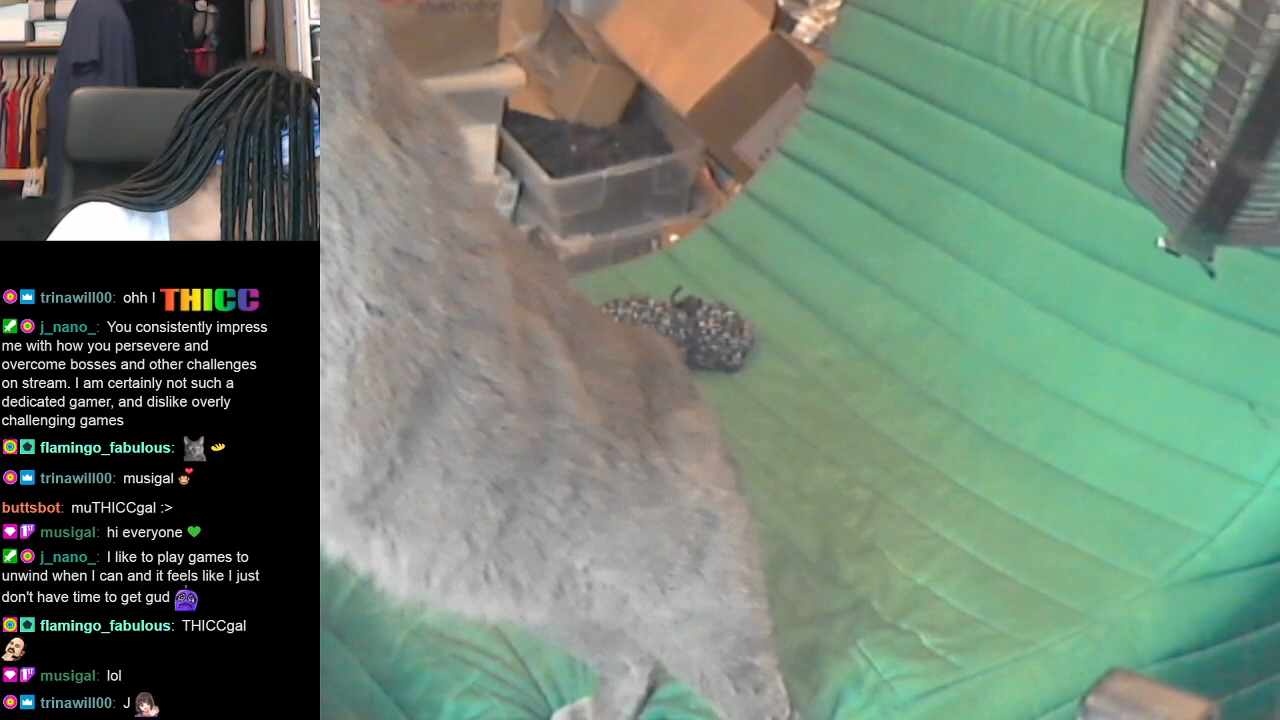 trinawill00: ohh I THICC
j_nano_: You consistently impress
me with how you persevere and
overcome bosses and other challenges
on stream. I am certainly not such a
dedicated gamer, and dislike overly
challenging games
flamingo_fabulous:
trinawill00: musigal
buttsbot: muTHICCgal :>
1ST musigal: hi everyone
j_nano_: I like to play games to
unwind when I can and it feels like I just
don't have time to get gud
flamingo_fabulous: THICCgal
1ST musigal: lol
trinawill00: J